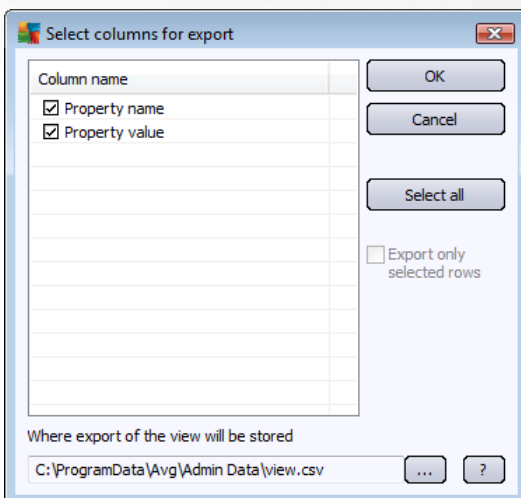 Select columns for export
Column name
Property name
Property value
OK
Cancel
Select all
Export only
selected rows
Where export of the view will be stored
C:\ProgramData\Avg\Admin Data\view.csv
...
?